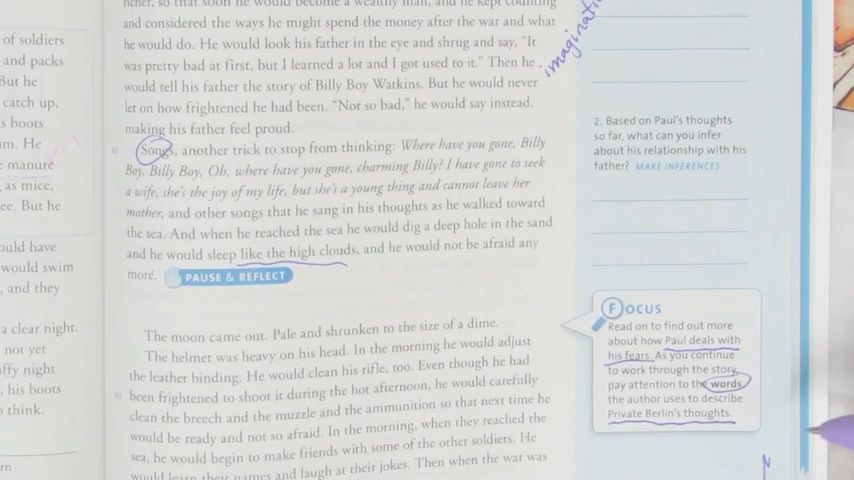 of soldiers
and packs
But he
catch up,
s boots
im. He
e manure
as mice,
ee. But he
ould have
would swim
, and they
a clear night.
not yet
ffy night
, his boots
o think.
rn
richer, so that soon he would become a wealthy man, and he kept counting
and considered the ways he might spend the money after the war and what
he would do. He would look his father in the eye and shrug and say, “It
was pretty bad at first, but I learned a lot and I got used to it.” Then he
would tell his father the story of Billy Boy Watkins. But he would never
let on how frightened he had been. “Not so bad,” he would say instead,
making his father feel proud.
Songs, another trick to stop from thinking: Where have you gone, Billy
Boy, Billy Boy, Oh, where have you gone, charming Billy? I have gone to seek
a wife, she's the joy of my life, but she's a young thing and cannot leave her
mother, and other songs that he sang in his thoughts as he walked toward
the sea. And when he reached the sea he would dig a deep hole in the sand
and he would sleep like the high clouds, and he would not be afraid any
more.
PAUSE & REFLECT
The moon came out. Pale and shrunken to the size of a dime.
The helmet was heavy on his head. In the morning he would adjust
the leather binding. He would clean his rifle, too. Even though he had
been frightened to shoot it during the hot afternoon, he would carefully
clean the breech and the muzzle and the ammunition so that next time he
would be ready and not so afraid. In the morning, when they reached the
sea, he would begin to make friends with some of the other soldiers. He
would learn their names and laugh at their jokes. Then when the war was
imaginati
2. Based on Paul's thoughts
so far, what can you infer
about his relationship with his
father? MAKE INFERENCES
FOCUS
Read on to find out more
about how Paul deals with
his fears. As you continue
to work through the story,
pay attention to the words
the author uses to describe
Private Berlin's thoughts.